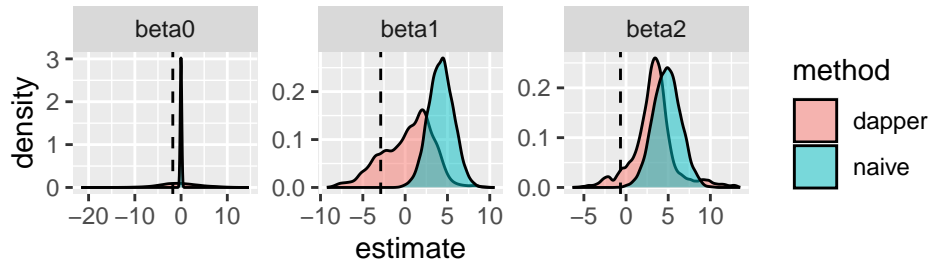 beta0 beta1 beta2
density
3
2
1
0
−20 −10 0 10
0.2
0.1
0.0
−10 −5 0 5 10
0.2
0.1
0.0
−5 0 5 10
estimate
method
dapper
naive